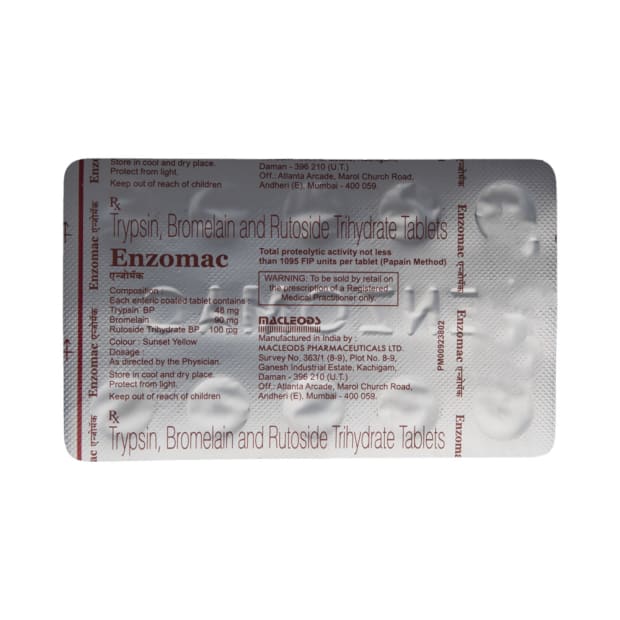 Store in cool and dry place.
Protect from light.
Keep out of reach of children
Daman - 396 210 (U.T.)
Off.: Atlanta Arcade, Marol Church Road,
Andheri (E), Mumbai - 400 059.
℞
Trypsin, Bromelain and Rutoside Trihydrate Tablets
Enzomac
एन्जोमॅक
Total proteolytic activity not less
than 1095 FIP units per tablet (Papain Method)
WARNING: To be sold by retail on
the prescription of a Registered
Medical Practitioner only.
Composition :
Each enteric coated tablet contains :
Trypsin BP 48 mg
Bromelain 90 mg
Rutoside Trihydrate BP 100 mg
Colour : Sunset Yellow
Dosage :
As directed by the Physician.
Store in cool and dry place.
Protect from light.
Keep out of reach of children
MACLEODS
Manufactured in India by :
MACLEODS PHARMACEUTICALS LTD.
Survey No. 363/1 (8-9), Plot No. 8-9,
Ganesh Industrial Estate, Kachigam,
Daman - 396 210 (U.T.)
Off.: Atlanta Arcade, Marol Church Road,
Andheri (E), Mumbai - 400 059.
PM00923802
℞
Trypsin, Bromelain and Rutoside Trihydrate Tablets
Enzomac एन्जोमॅक Enzomac एन्जोमॅक
Enzomac एन्जोमॅक Enzomac एन्जोमॅक Enzomac